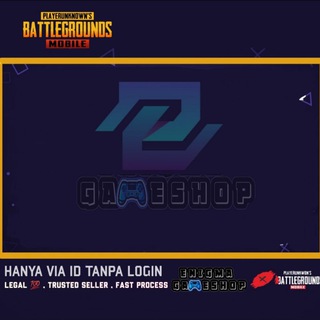 PLAYERUNKNOWN'S
BATTLEGROUNDS
MOBILE
GAMESHOP
HANYA VIA ID TANPA LOGIN
LEGAL 💯 , TRUSTED SELLER , FAST PROCESS
ENIGMA
GAMESHOP
PLAYERUNKNOWN'S
BATTLEGROUNDS
MOBILE